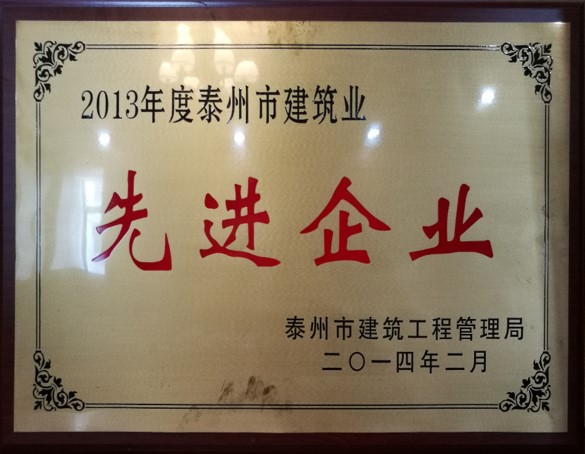 2013年度泰州市建筑业
先进企业
泰州市建筑工程管理局
二〇一四年二月